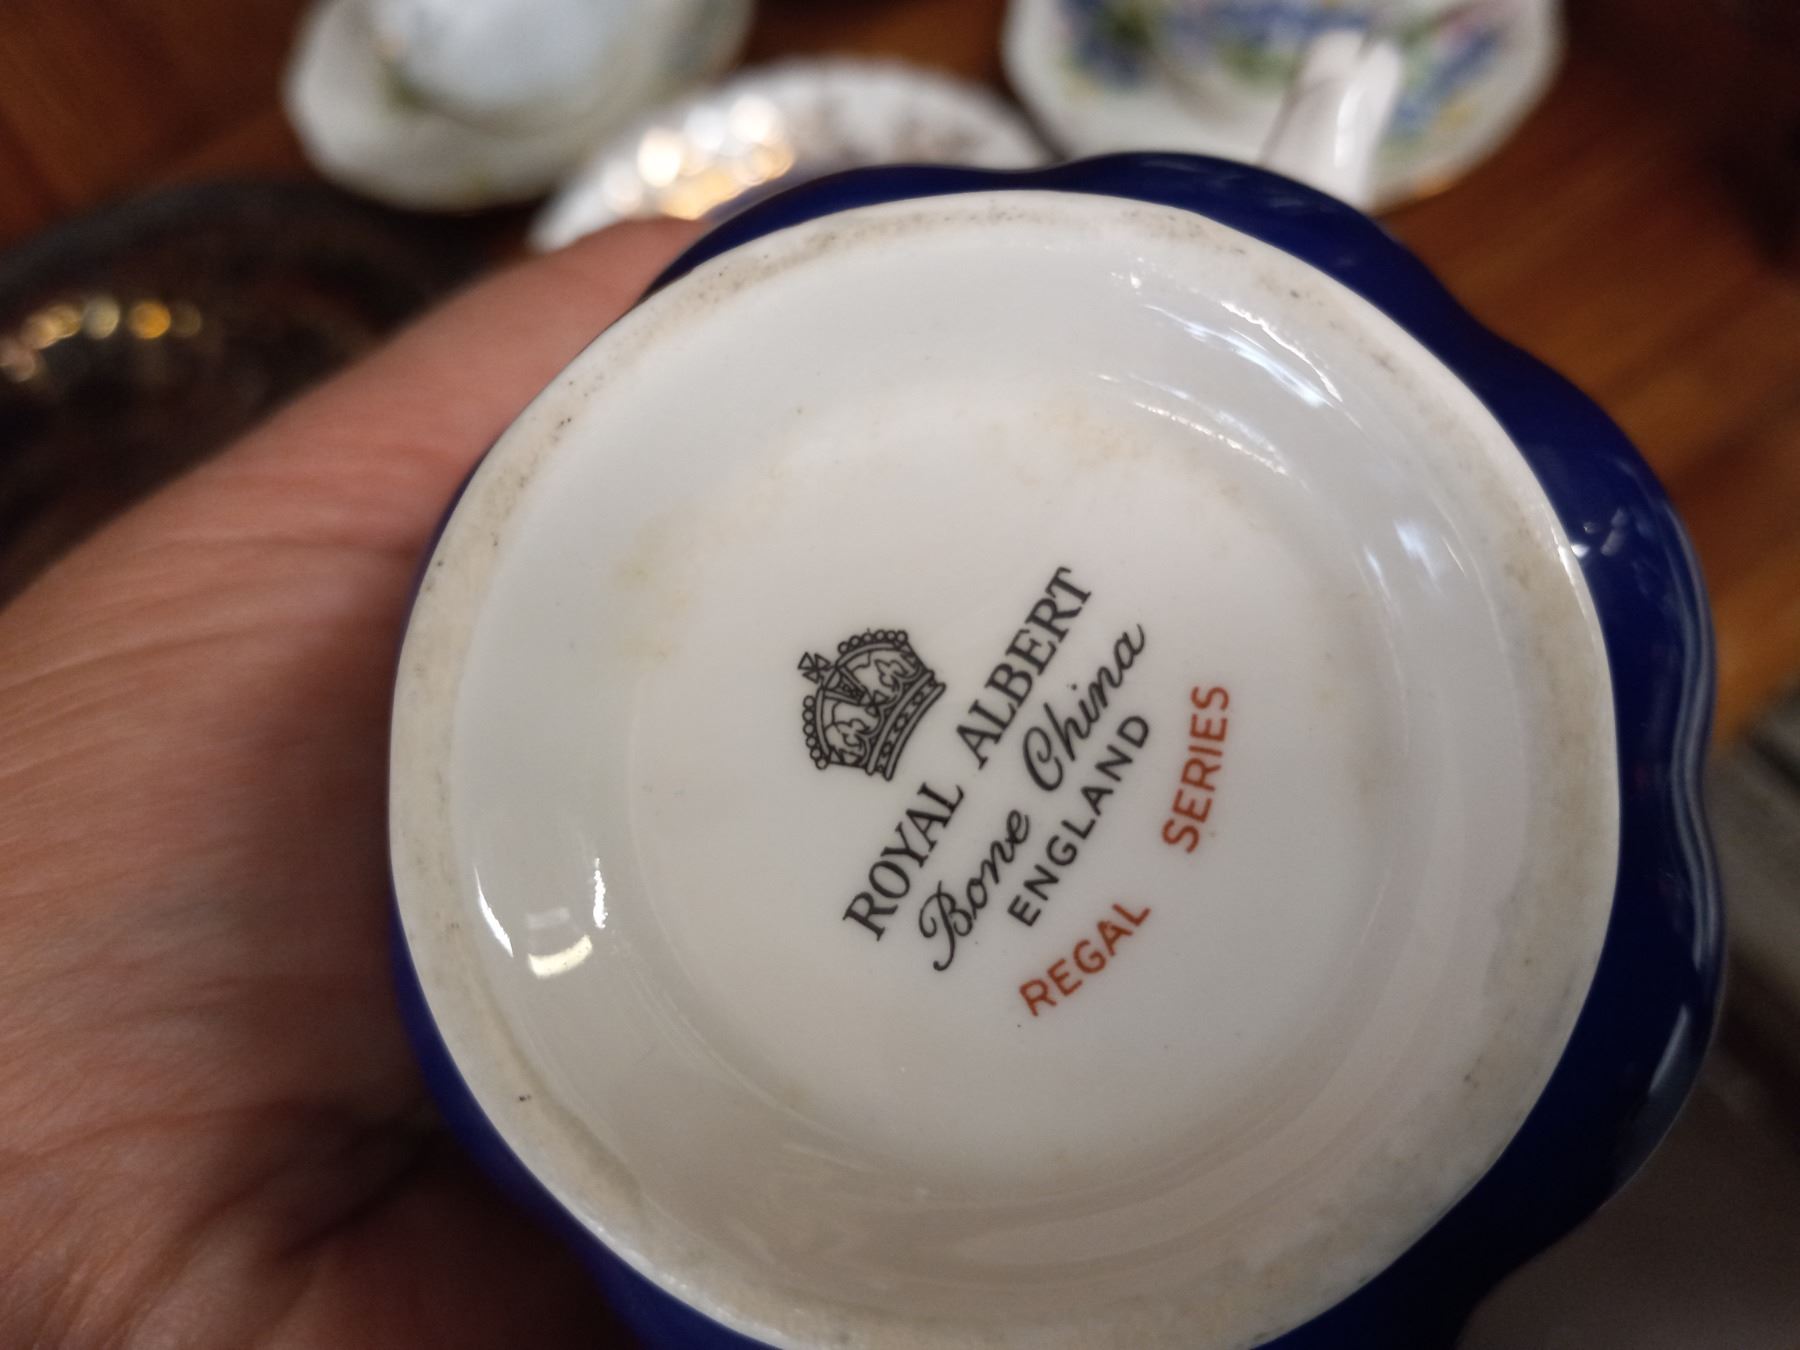 ROYAL ALBERT
Bone China
ENGLAND
REGAL SERIES